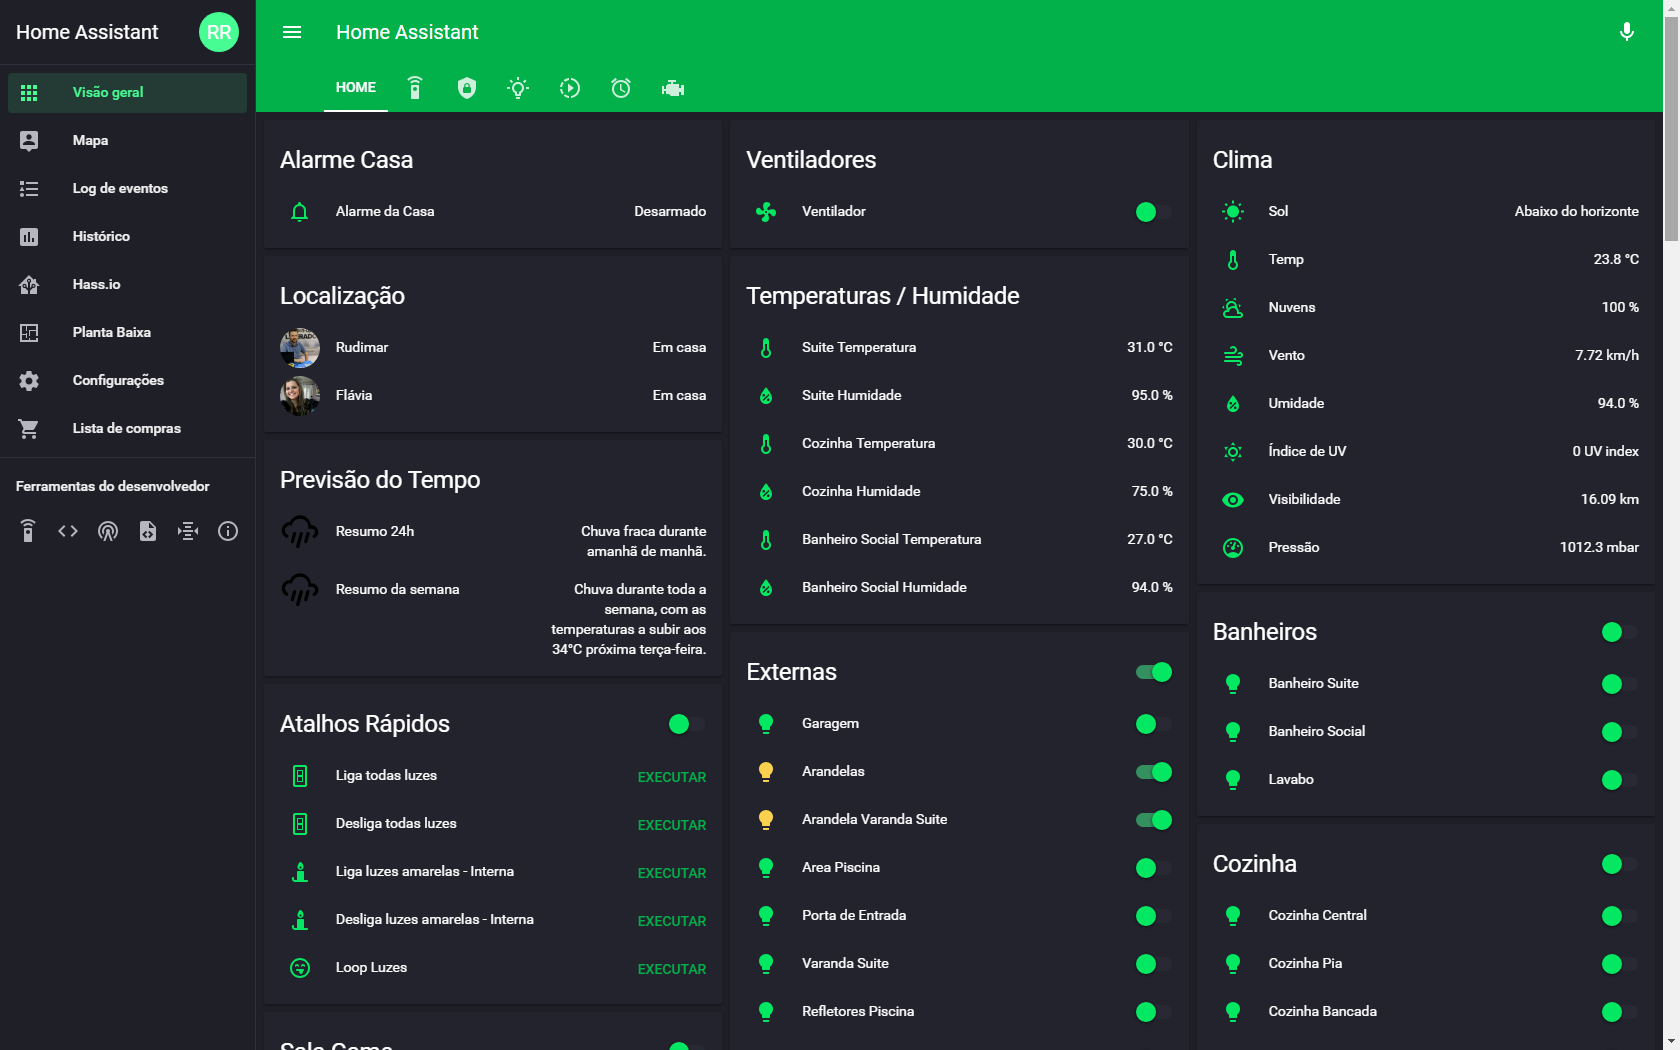 Home Assistant
RR
Visão geral
Mapa
Log de eventos
Histórico
Hass.io
Planta Baixa
Configurações
Lista de compras
Ferramentas do desenvolvedor
Home Assistant
HOME
Alarme Casa
Alarme da Casa Desarmado
Localização
Rudimar Em casa
Flávia Em casa
Previsão do Tempo
Resumo 24h Chuva fraca durante
amanhã de manhã.
Resumo da semana Chuva durante toda a
semana, com as
temperaturas a subir aos
34°C próxima terça-feira.
Atalhos Rápidos
Liga todas luzes EXECUTAR
Desliga todas luzes EXECUTAR
Liga luzes amarelas - Interna EXECUTAR
Desliga luzes amarelas - Interna EXECUTAR
Loop Luzes EXECUTAR
Ventiladores
Ventilador
Temperaturas / Humidade
Suite Temperatura 31.0 °C
Suite Humidade 95.0 %
Cozinha Temperatura 30.0 °C
Cozinha Humidade 75.0 %
Banheiro Social Temperatura 27.0 °C
Banheiro Social Humidade 94.0 %
Externas
Garagem
Arandelas
Arandela Varanda Suite
Area Piscina
Porta de Entrada
Varanda Suite
Refletores Piscina
Clima
Sol Abaixo do horizonte
Temp 23.8 °C
Nuvens 100 %
Vento 7.72 km/h
Umidade 94.0 %
Índice de UV 0 UV index
Visibilidade 16.09 km
Pressão 1012.3 mbar
Banheiros
Banheiro Suite
Banheiro Social
Lavabo
Cozinha
Cozinha Central
Cozinha Pia
Cozinha Bancada